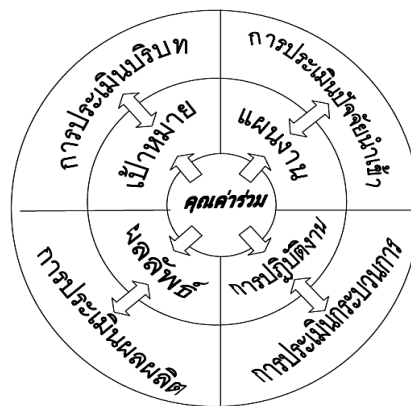 การประเมินบริบท
การประเมินปัจจัยนำเข้า
เป้าหมาย
แผนงาน
คุณค่าร่วม
ผลลัพธ์
การปฏิบัติงาน
การประเมินผลผลิต
การประเมินกระบวนการ